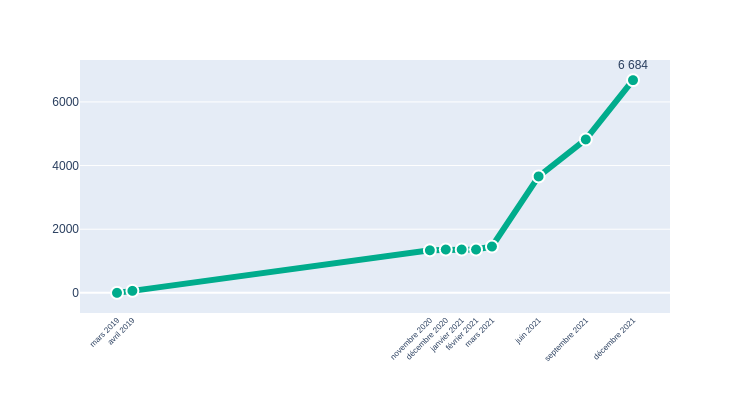 6 684
6000
4000
2000
0
mars 2019
avril 2019
novembre 2020
décembre 2020
janvier 2021
février 2021
mars 2021
juin 2021
septembre 2021
décembre 2021